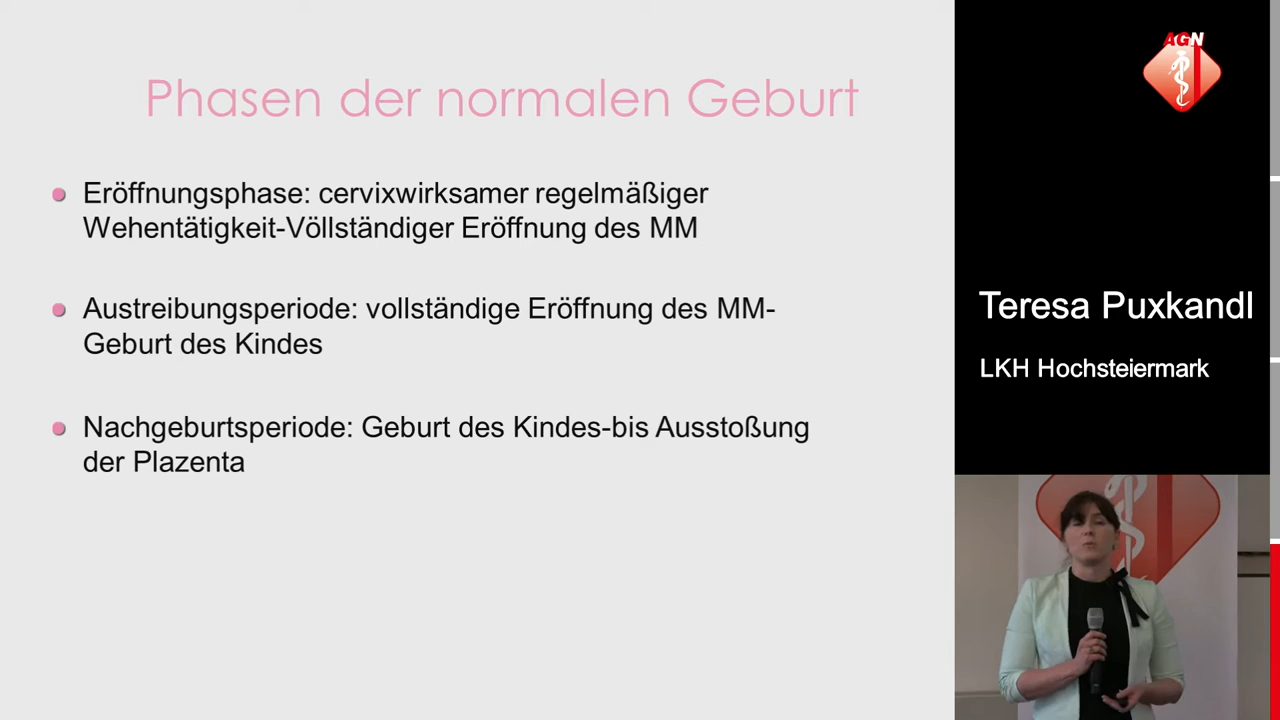 Phasen der normalen Geburt
Eröffnungsphase: cervixwirksamer regelmäßiger
Wehentätigkeit-Völlständiger Eröffnung des MM
Austreibungsperiode: vollständige Eröffnung des MM-
Geburt des Kindes
Nachgeburtsperiode: Geburt des Kindes-bis Ausstoßung
der Plazenta
AGN
Teresa Puxkandl
LKH Hochsteiermark